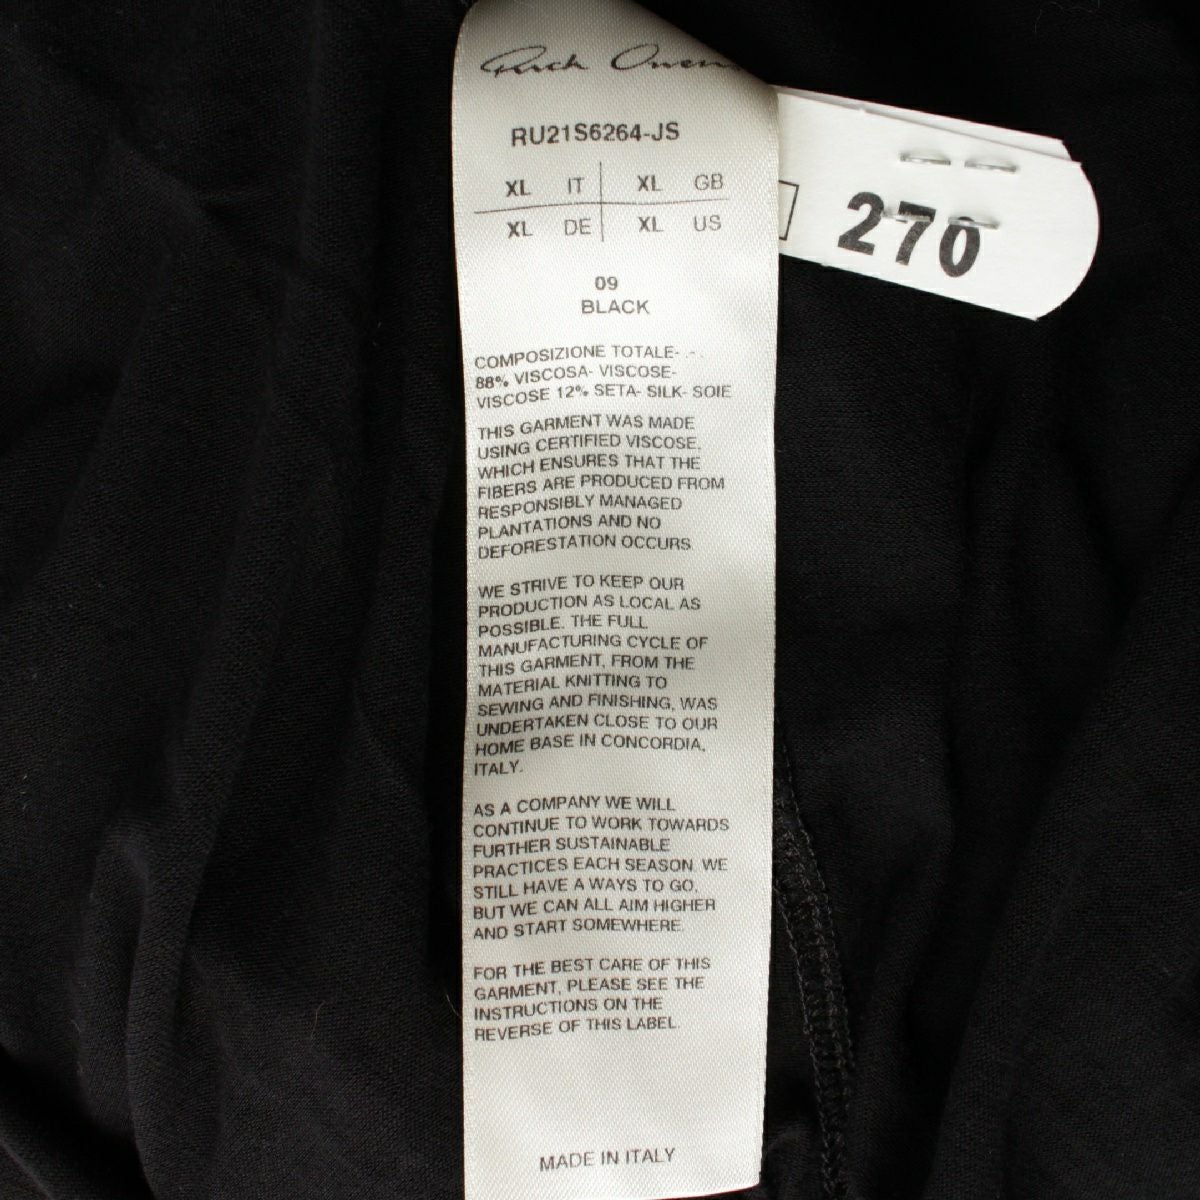 Rick Owens
RU21S6264-JS
XL IT XL GB
XL DE XL US
270
09
BLACK
COMPOSIZIONE TOTALE- .-.
88% VISCOSA- VISCOSE-
VISCOSE 12% SETA- SILK- SOIE
THIS GARMENT WAS MADE
USING CERTIFIED VISCOSE,
WHICH ENSURES THAT THE
FIBERS ARE PRODUCED FROM
RESPONSIBLY MANAGED
PLANTATIONS AND NO
DEFORESTATION OCCURS
WE STRIVE TO KEEP OUR
PRODUCTION AS LOCAL AS
POSSIBLE. THE FULL
MANUFACTURING CYCLE OF
THIS GARMENT, FROM THE
MATERIAL KNITTING TO
SEWING AND FINISHING, WAS
UNDERTAKEN CLOSE TO OUR
HOME BASE IN CONCORDIA,
ITALY.
AS A COMPANY WE WILL
CONTINUE TO WORK TOWARDS
FURTHER SUSTAINABLE
PRACTICES EACH SEASON. WE
STILL HAVE A WAYS TO GO,
BUT WE CAN ALL AIM HIGHER
AND START SOMEWHERE.
FOR THE BEST CARE OF THIS
GARMENT, PLEASE SEE THE
INSTRUCTIONS ON THE
REVERSE OF THIS LABEL.
MADE IN ITALY